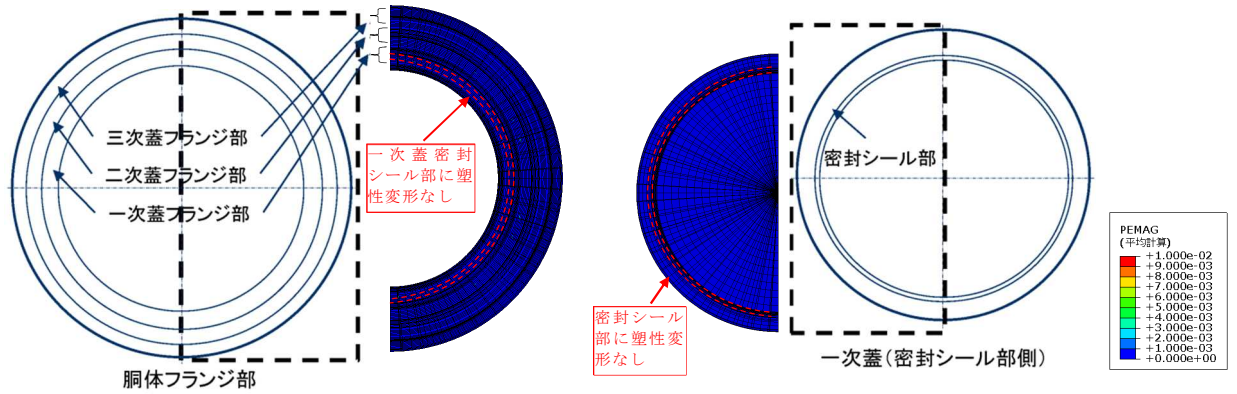 三次蓋フランジ部
二次蓋フランジ部
一次蓋フランジ部
胴体フランジ部
一次蓋密封
シール部に塑
性変形なし
密封シール
部に塑性変
形なし
密封シール部
一次蓋(密封シール部側)
PEMAG
(平均計算)
+1.000e-02
+9.000e-03
+8.000e-03
+7.000e-03
+6.000e-03
+5.000e-03
+4.000e-03
+3.000e-03
+2.000e-03
+1.000e-03
+0.000e+00